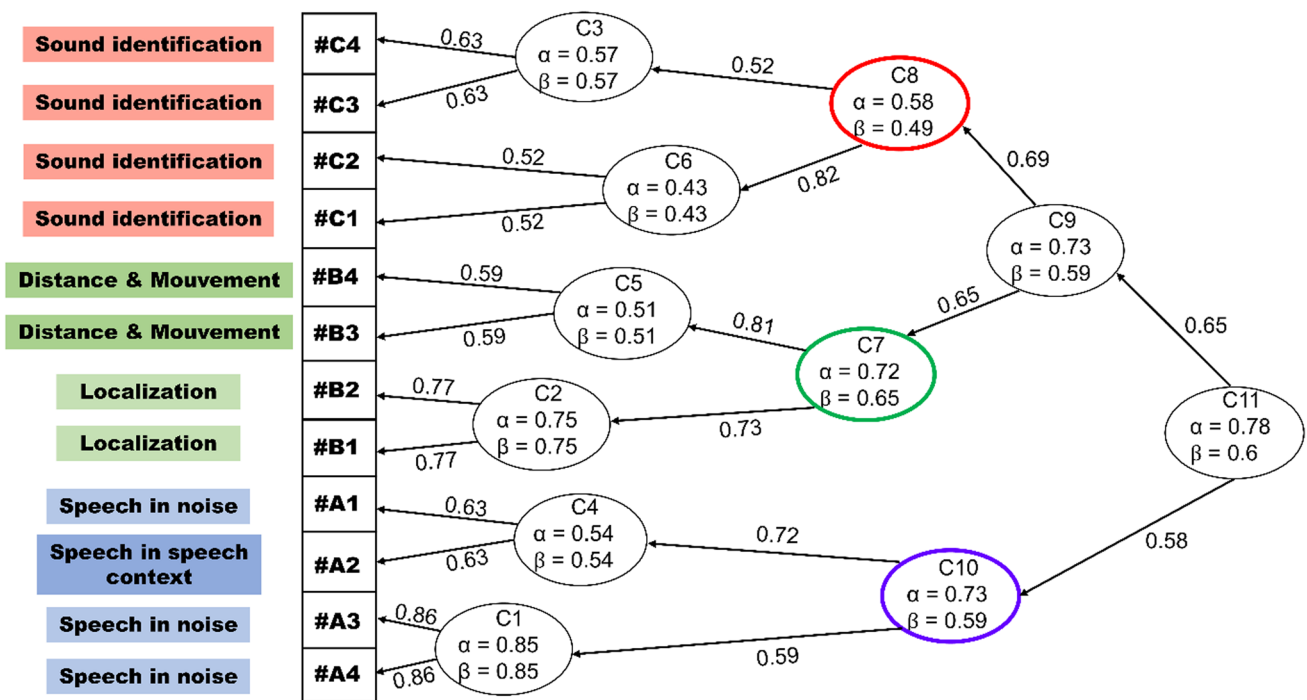 Sound identification
#C4
Sound identification
#C3
Sound identification
#C2
Sound identification
#C1
Distance & Mouvement
#B4
Distance & Mouvement
#B3
Localization
#B2
Localization
#B1
Speech in noise
#A1
Speech in speech
context
#A2
Speech in noise
#A3
Speech in noise
#A4
0.63
0.63
C3
α = 0.57
β = 0.57
0.52
0.52
C6
α = 0.43
β = 0.43
0.59
0.59
C5
α = 0.51
β = 0.51
0.77
0.77
C2
α = 0.75
β = 0.75
0.63
0.63
C4
α = 0.54
β = 0.54
0.86
0.86
C1
α = 0.85
β = 0.85
0.52
0.82
C8
α = 0.58
β = 0.49
0.81
0.73
C7
α = 0.72
β = 0.65
0.72
0.59
C10
α = 0.73
β = 0.59
0.69
0.65
C9
α = 0.73
β = 0.59
0.65
0.58
C11
α = 0.78
β = 0.6